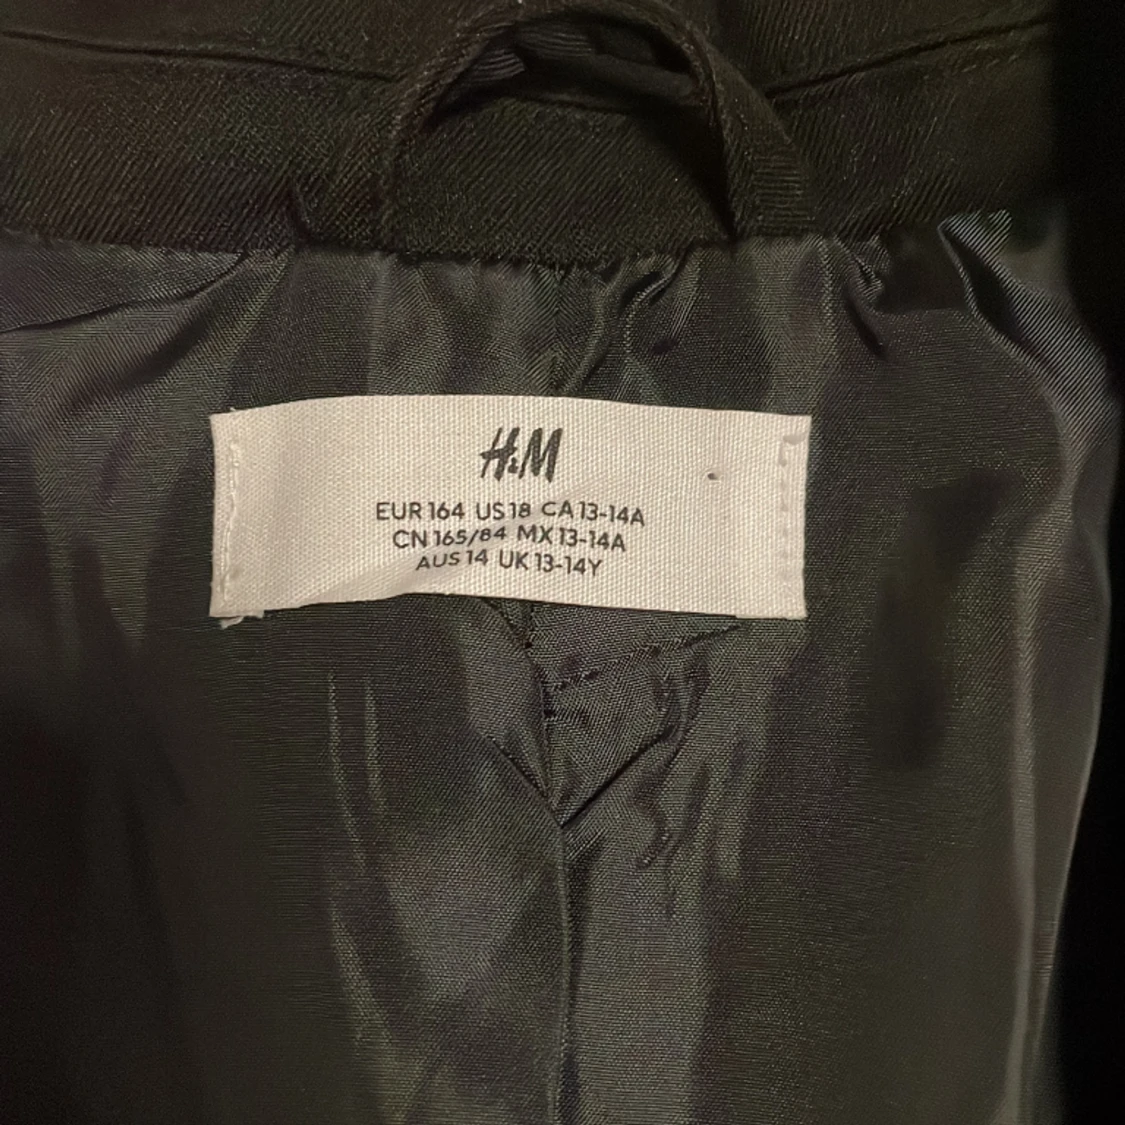 H&M
EUR 164 US 18 CA 13-14A
CN 165/84 MX 13-14A
AUS 14 UK 13-14Y